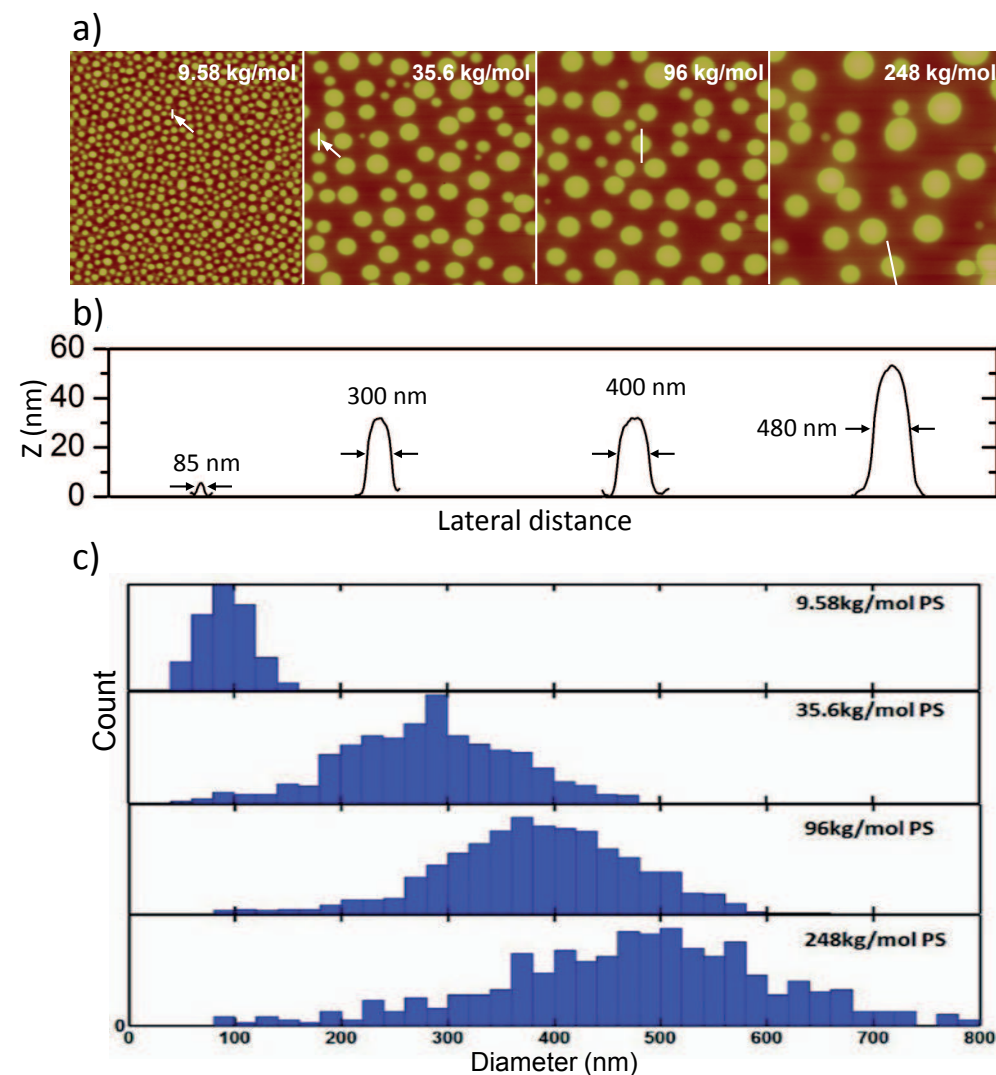 a)
9.58 kg/mol 35.6 kg/mol 96 kg/mol 248 kg/mol
b)
60
40
20
0
Z (nm)
85 nm
300 nm
400 nm
480 nm
Lateral distance
c)
9.58kg/mol PS
35.6kg/mol PS
96kg/mol PS
248kg/mol PS
Count
0
0 100 200 300 400 500 600 700 800
Diameter (nm)